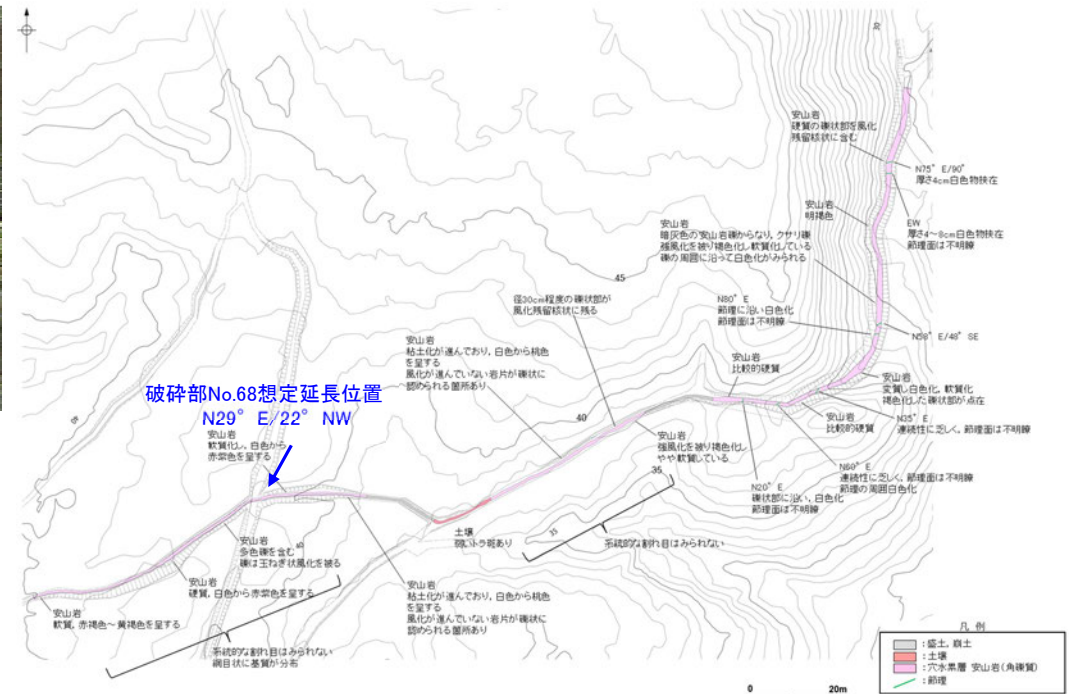 安山岩
硬質の礫状部を風化
残留核状に含む
N75° E/90°
厚さ4cm白色物挟在
安山岩
明褐色
EW
厚さ4～8cm白色物挟在
節理面は不明瞭
安山岩
暗灰色の安山岩礫からなり，クサリ礫
強風化を被り褐色化し軟質化している
礫の周囲に沿って白色化がみられる
30
45
径30cm程度の礫状部が
風化残留核状に残る
N80° E
節理に沿い白色化
節理面は不明瞭
N58° E/48° SE
安山岩
粘土化が進んでおり，白色から桃色
を呈する
風化が進んでいない岩片が礫状に
認められる箇所あり
安山岩
比較的硬質
安山岩
変質し白色化，軟質化
褐色化した礫状部が点在
破砕部No.68想定延長位置
N29° E/22° NW
40
40
安山岩
軟質化し，白色から
赤紫色を呈する
安山岩
強風化を被り褐色化し
やや軟質している
安山岩
比較的硬質
N35° E
連続性に乏しく，節理面は不明瞭
35
N60° E
連続性に乏しく，節理面は不明瞭
節理の周囲白色化
N20° E
礫状部に沿い，白色化
節理面は不明瞭
土壌
弱いトラ斑あり
35
系統的な割れ目はみられない
安山岩
多色礫を含む
礫は玉ねぎ状風化を被る
安山岩
硬質，白色から赤紫色を呈する
安山岩
粘土化が進んでおり，白色から桃色
を呈する
風化が進んでいない岩片が礫状に
認められる箇所あり
安山岩
軟質，赤褐色～黄褐色を呈する
系統的な割れ目はみられない
網目状に基質が分布
凡 例
：盛土，崩土
：土壌
：穴水累層 安山岩(角礫質)
：節理
0 20m